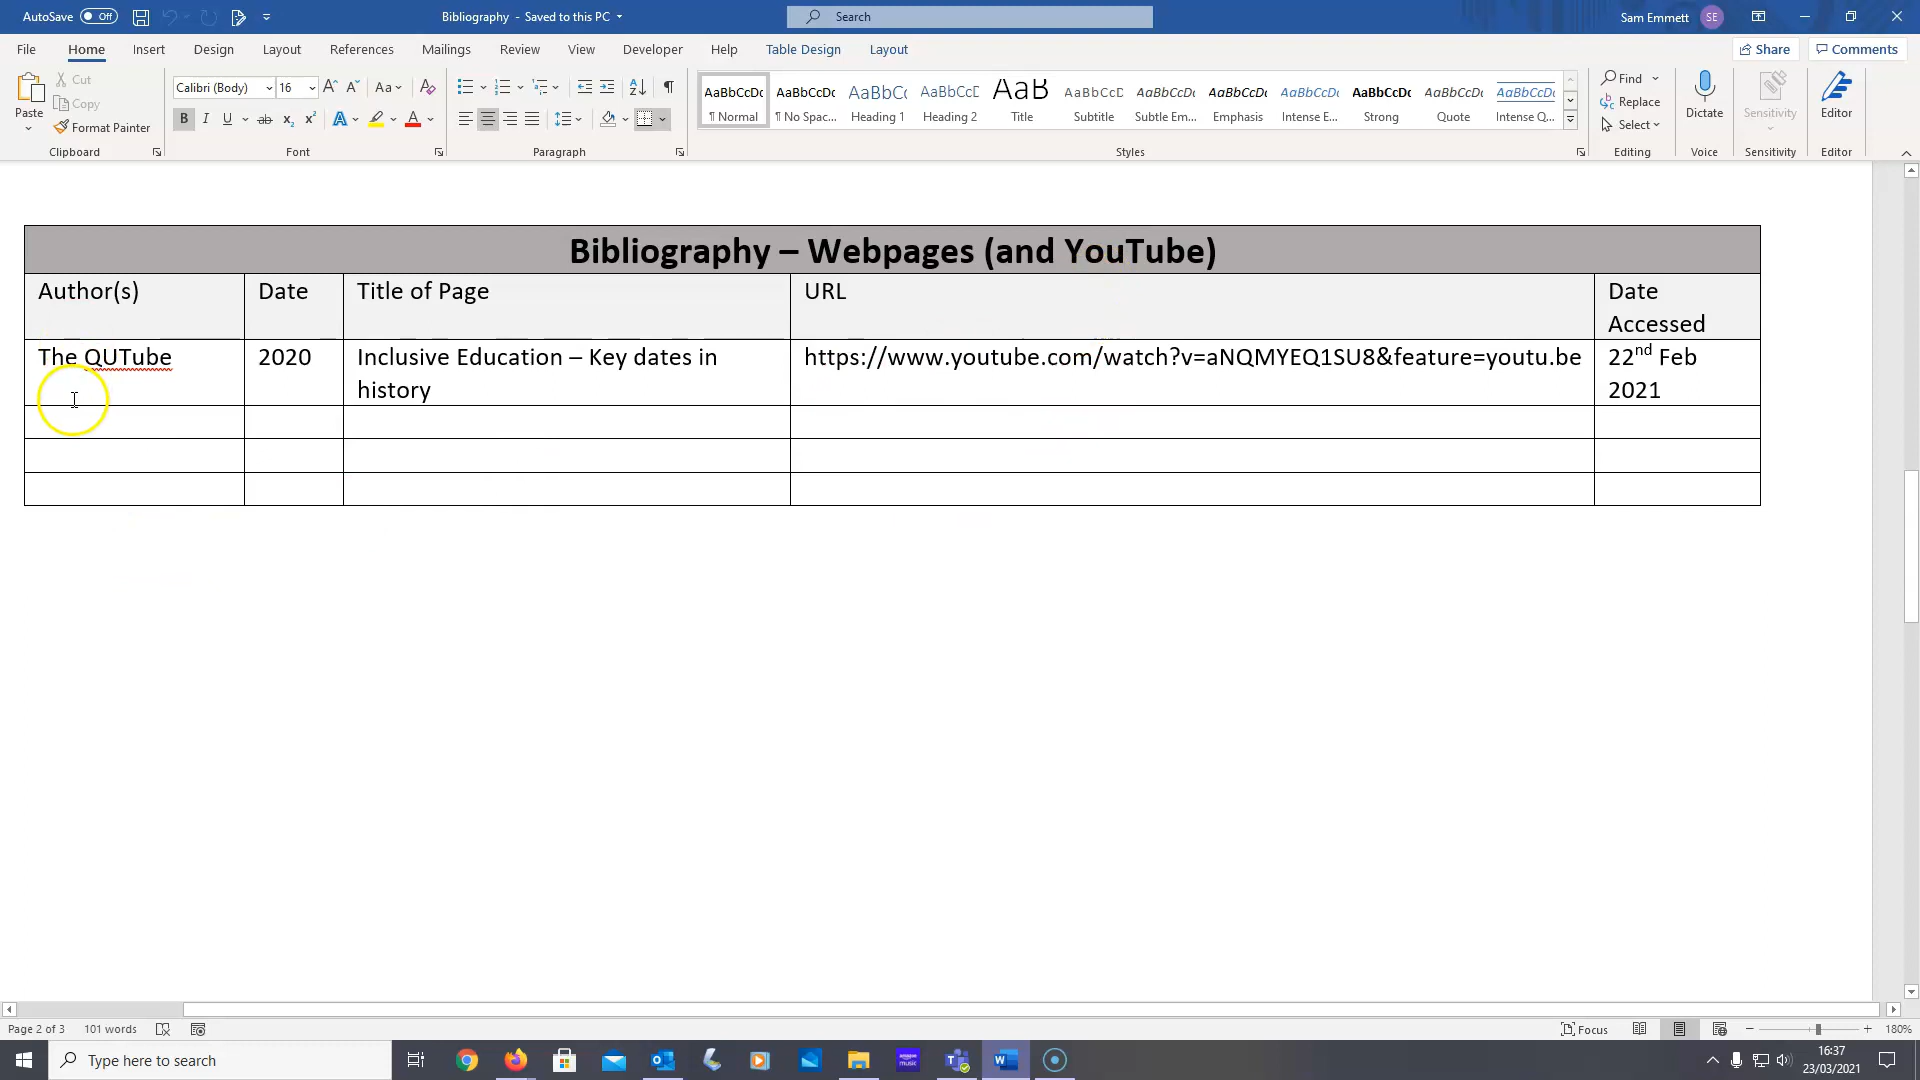 AutoSave Off
Bibliography - Saved to this PC
Search
Sam Emmett SE
File Home Insert Design Layout References Mailings Review View Developer Help Table Design Layout Share Comments
Paste
Cut
Copy
Format Painter
Calibri (Body) 16
AaBbCcDc AaBbCcDc AaBbCc AaBbCcD AaB AaBbCcD AaBbCcDc AaBbCcDc AaBbCcDc AaBbCcDc AaBbCcDc AaBbCcDc
¶ Normal ¶ No Spac... Heading 1 Heading 2 Title Subtitle Subtle Em... Emphasis Intense E... Strong Quote Intense Q...
Find
Replace
Select
Dictate
Sensitivity
Editor
Clipboard Font Paragraph Styles Editing Voice Sensitivity Editor
Bibliography – Webpages (and YouTube)
Author(s) Date Title of Page URL Date
Accessed
The QUTube 2020 Inclusive Education – Key dates in https://www.youtube.com/watch?v=aNQMYEQ1SU8&feature=youtu.be 22nd Feb
history 2021
Page 2 of 3 101 words Focus 180%
Type here to search
16:37
23/03/2021